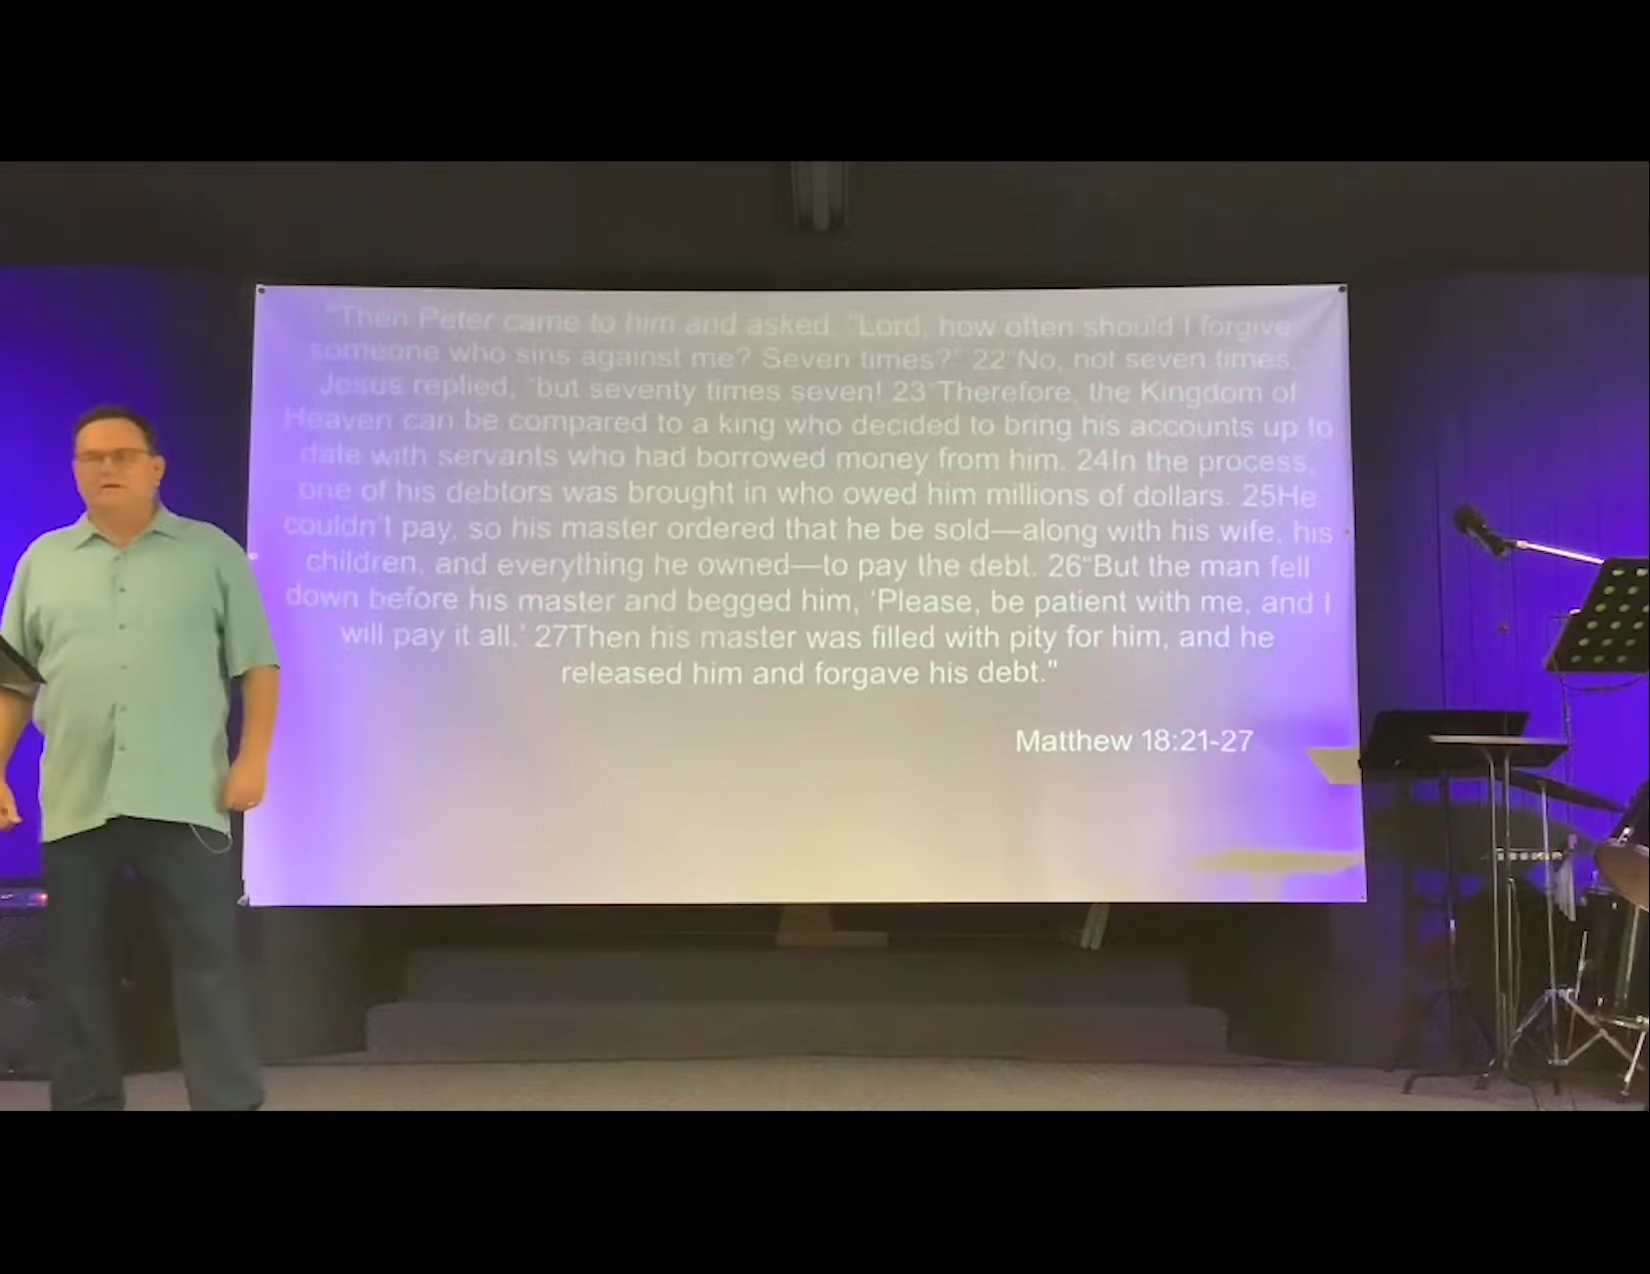 "Then Peter came to him and asked. "Lord, how often should I forgive
someone who sins against me? Seven times?" 22"No, not seven times,
Jesus replied, "but seventy times seven! 23"Therefore, the Kingdom of
Heaven can be compared to a king who decided to bring his accounts up to
date with servants who had borrowed money from him. 24In the process,
one of his debtors was brought in who owed him millions of dollars. 25He
couldn't pay, so his master ordered that he be sold—along with his wife, his
children, and everything he owned—to pay the debt. 26"But the man fell
down before his master and begged him, 'Please, be patient with me, and I
will pay it all.' 27Then his master was filled with pity for him, and he
released him and forgave his debt."
Matthew 18:21-27